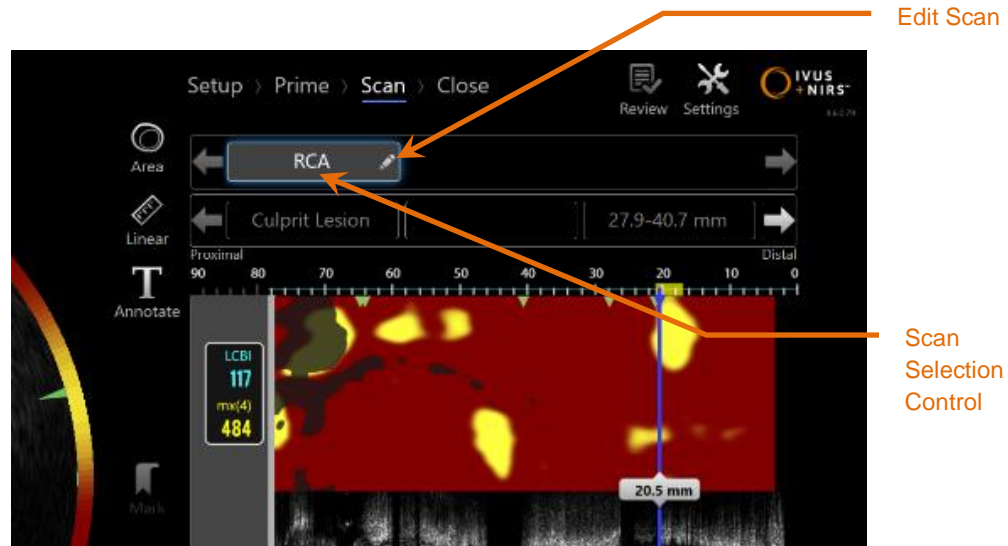 Edit Scan
Setup > Prime > Scan > Close
Review
Settings
IVUS
+NIRS™
Area
RCA
Linear
Culprit Lesion
27.9-40.7 mm
Proximal
Distal
90 80 70 60 50 40 30 20 10 0
Annotate
LCBI
117
mx(4)
484
Scan
Selection
Control
20.5 mm
Mark